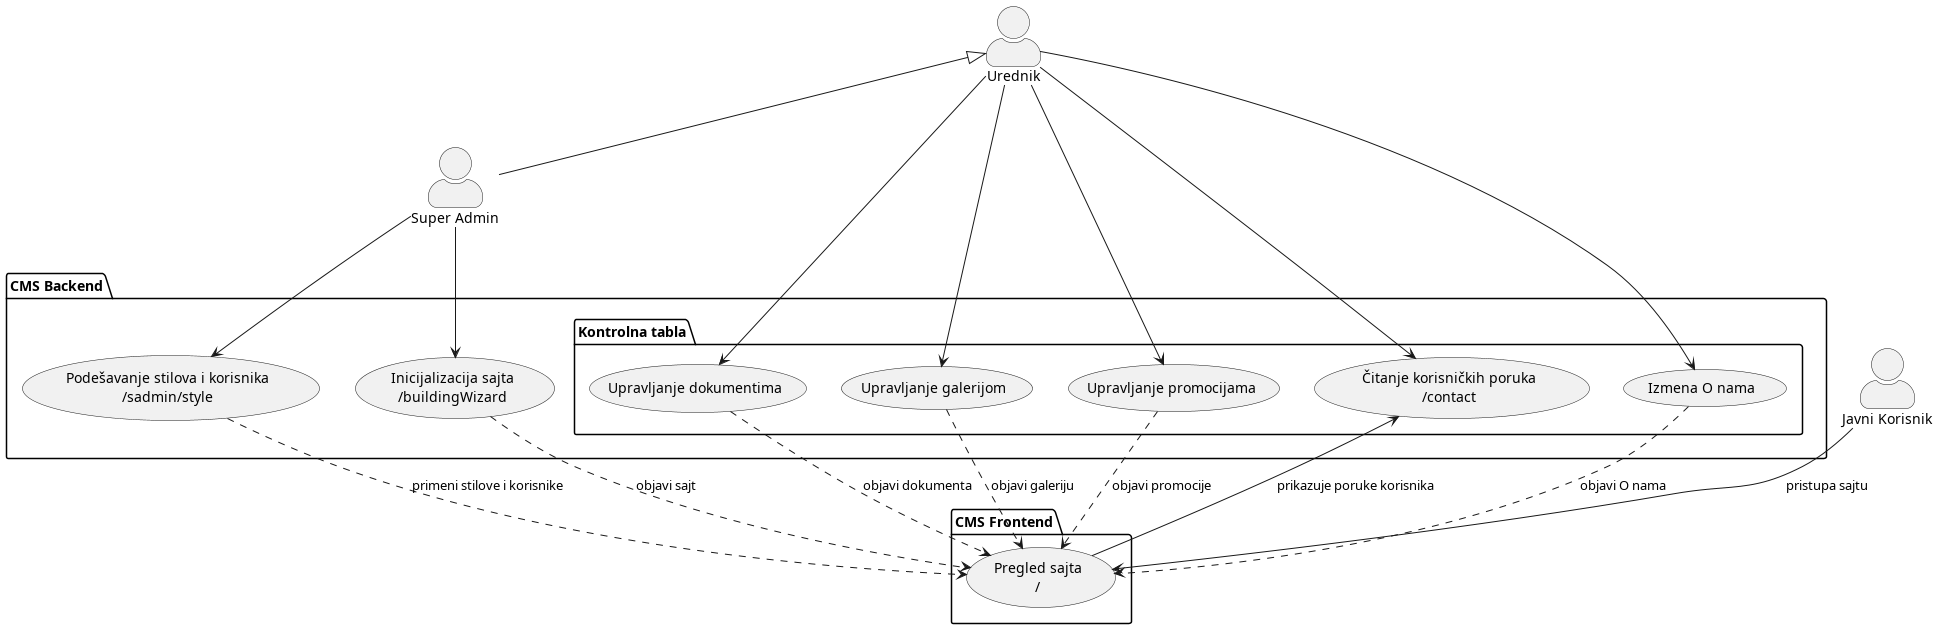 Urednik
Super Admin
CMS Backend
Kontrolna tabla
Podešavanje stilova i korisnika
/sadmin/style
Inicijalizacija sajta
/buildingWizard
Upravljanje dokumentima
Upravljanje galerijom
Upravljanje promocijama
Čitanje korisničkih poruka
/contact
Izmena O nama
Javni Korisnik
primeni stilove i korisnike
objavi sajt
objavi dokumenta
objavi galeriju
objavi promocije
prikazuje poruke korisnika
objavi O nama
pristupa sajtu
CMS Frontend
Pregled sajta
/